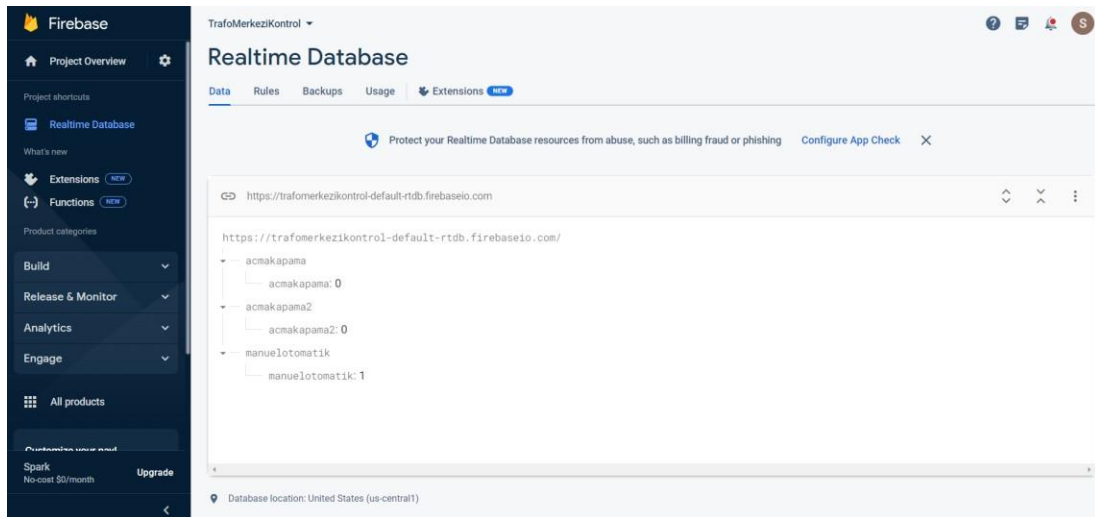 Firebase
Project Overview
Project shortcuts
Realtime Database
What's new
Extensions NEW
Functions NEW
Product categories
Build
Release & Monitor
Analytics
Engage
All products
Customize your nav!
Spark
No-cost $0/month
Upgrade
TrafoMerkeziKontrol
S
Realtime Database
Data Rules Backups Usage Extensions NEW
Protect your Realtime Database resources from abuse, such as billing fraud or phishing Configure App Check
https://trafomerkezikontrol-default-rtdb.firebaseio.com
https://trafomerkezikontrol-default-rtdb.firebaseio.com/
acmakapama
acmakapama: 0
acmakapama2
acmakapama2: 0
manuelotomatik
manuelotomatik: 1
Database location: United States (us-central1)